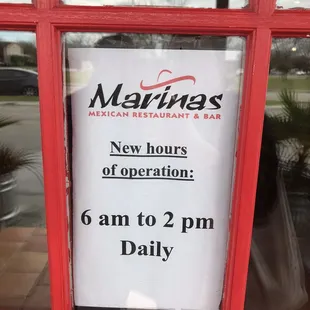 Marinas
MEXICAN RESTAURANT & BAR
New hours
of operation:
6 am to 2 pm
Daily